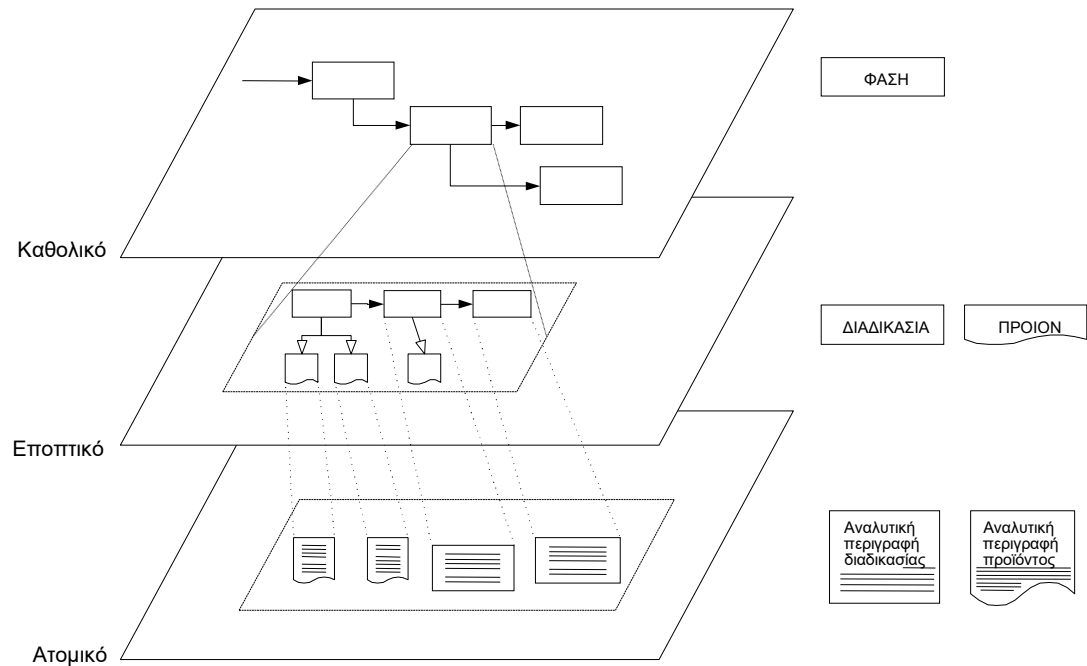 ΦΑΣΗ
Καθολικό
ΔΙΑΔΙΚΑΣΙΑ
ΠΡΟΙΟΝ
Εποπτικό
Αναλυτική
περιγραφή
διαδικασίας
Αναλυτική
περιγραφή
προϊόντος
Ατομικό